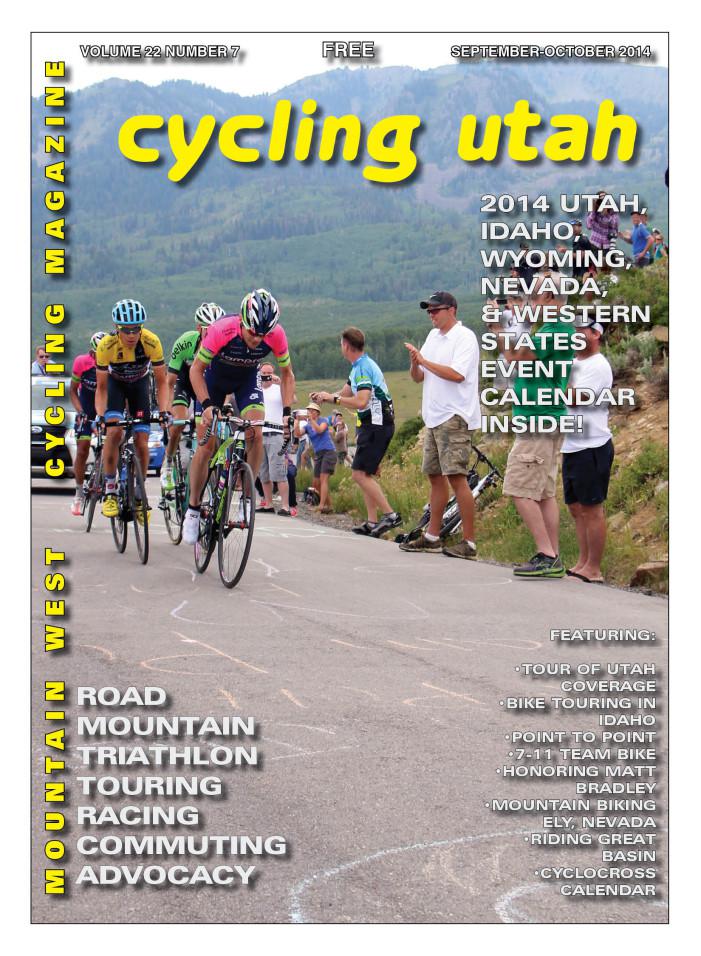 VOLUME 22 NUMBER 7
FREE
SEPTEMBER-OCTOBER 2014
cycling utah
MOUNTAIN WEST CYCLING MAGAZINE
2014 UTAH,
IDAHO,
WYOMING,
NEVADA,
& WESTERN
STATES
EVENT
CALENDAR
INSIDE!
belkin
ROAD
MOUNTAIN
TRIATHLON
TOURING
RACING
COMMUTING
ADVOCACY
FEATURING:
•TOUR OF UTAH
COVERAGE
•BIKE TOURING IN
IDAHO
•POINT TO POINT
•7-11 TEAM BIKE
•HONORING MATT
BRADLEY
•MOUNTAIN BIKING
ELY, NEVADA
•RIDING GREAT
BASIN
•CYCLOCROSS
CALENDAR